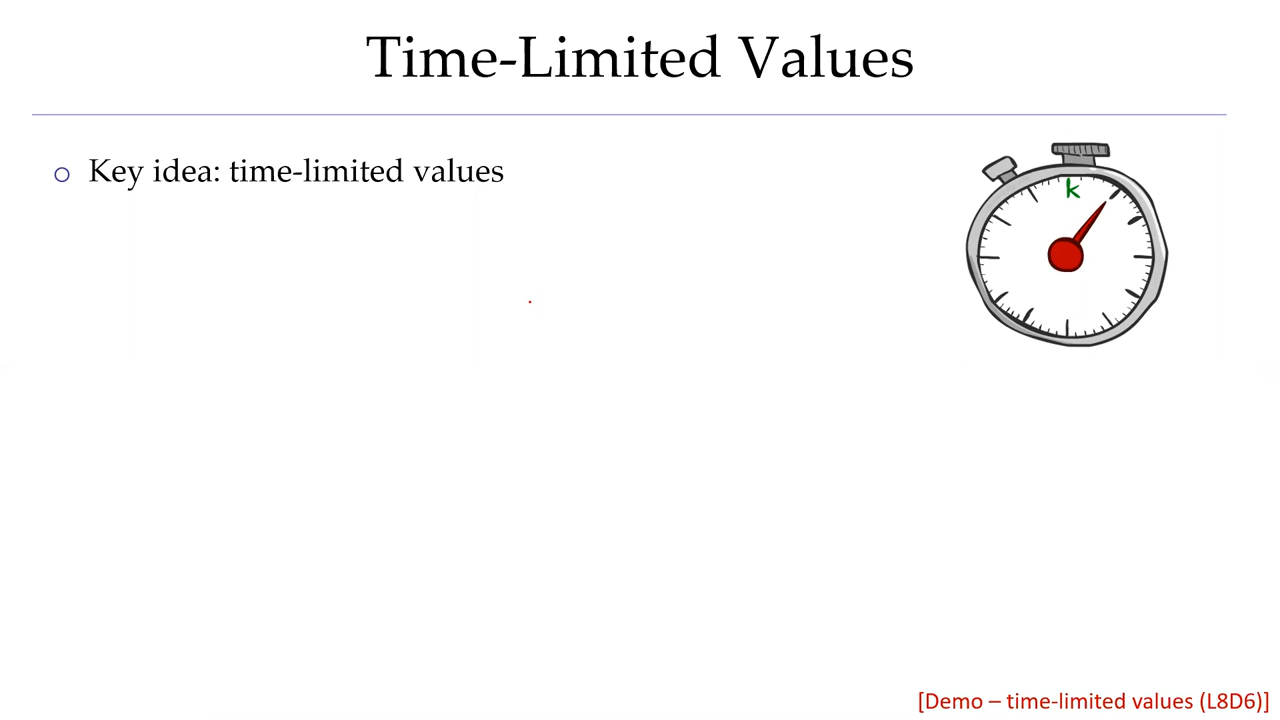 Time-Limited Values
Key idea: time-limited values
k
[Demo – time-limited values (L8D6)]